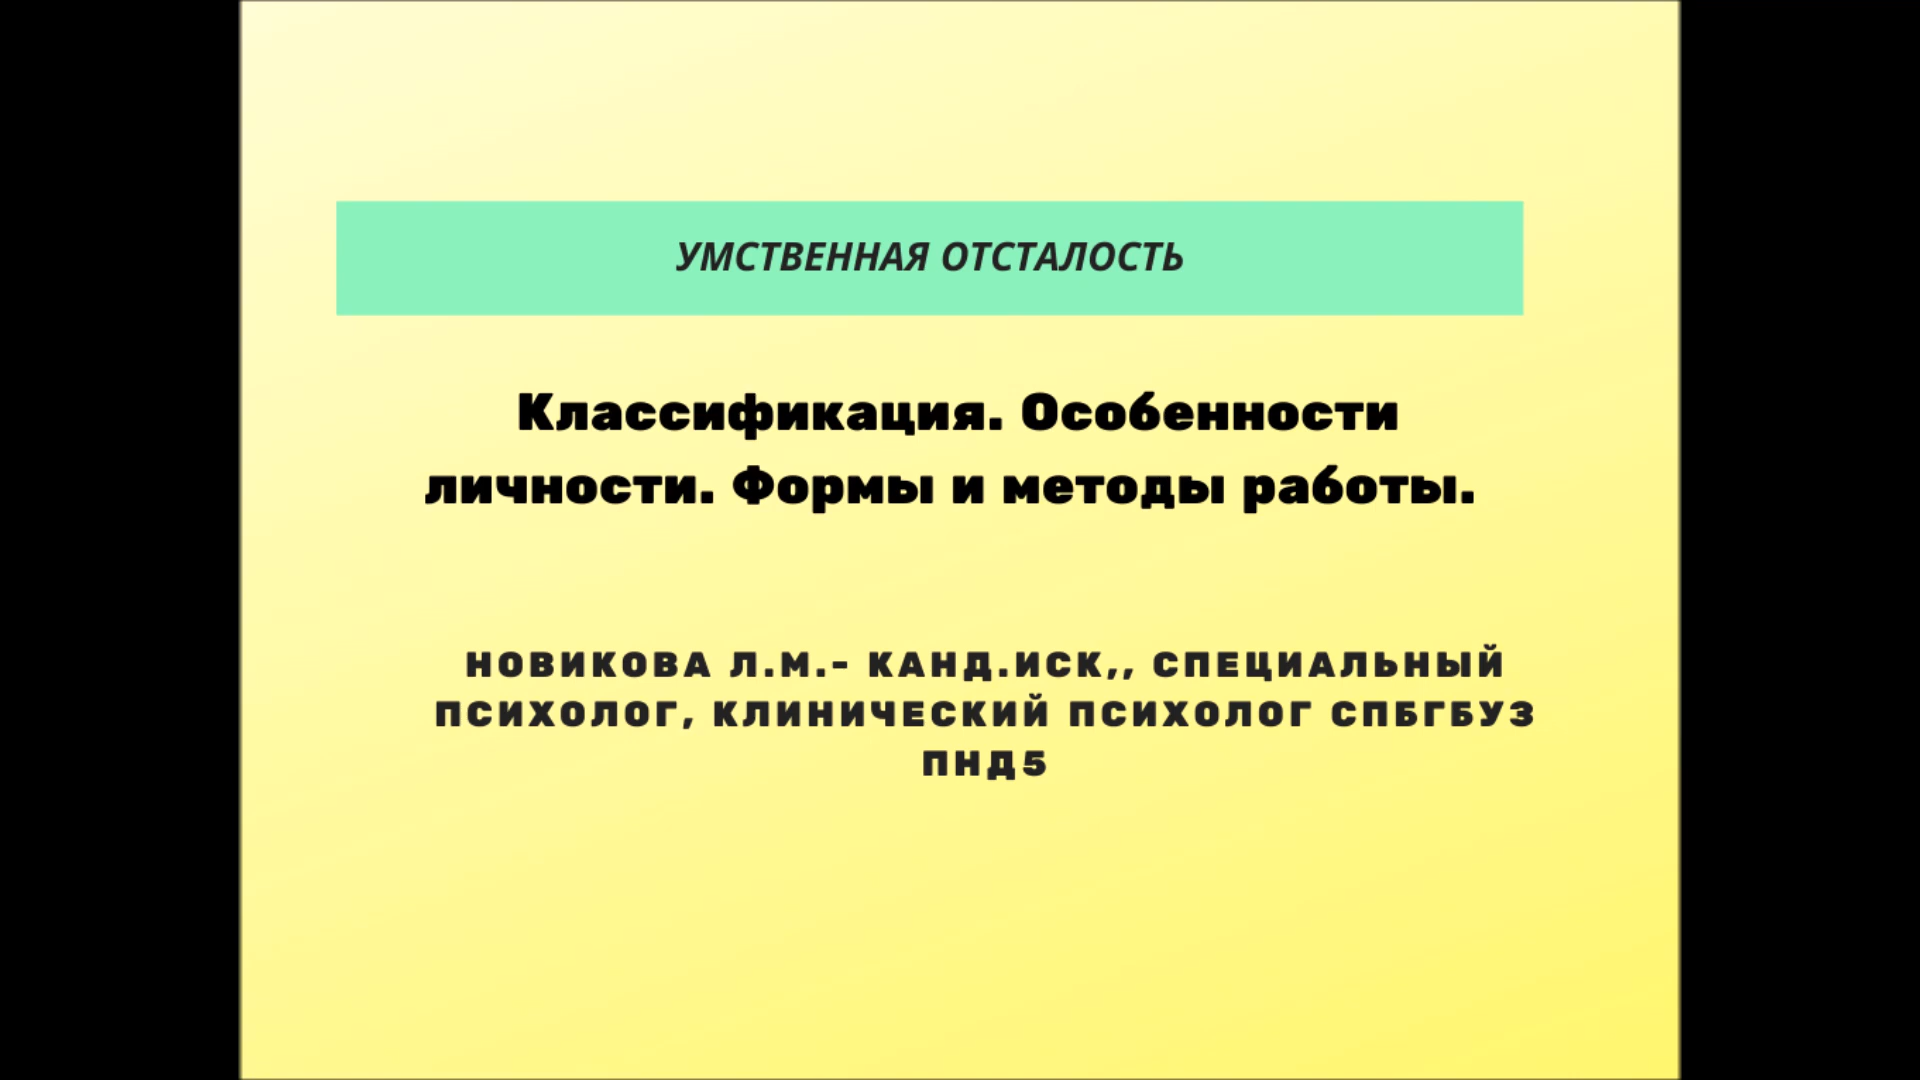 УМСТВЕННАЯ ОТСТАЛОСТЬ
Классификация. Особенности
личности. Формы и методы работы.
НОВИКОВА Л.М.- КАНД.ИСК,, СПЕЦИАЛЬНЫЙ
ПСИХОЛОГ, КЛИНИЧЕСКИЙ ПСИХОЛОГ СПБГБУЗ
ПНД5